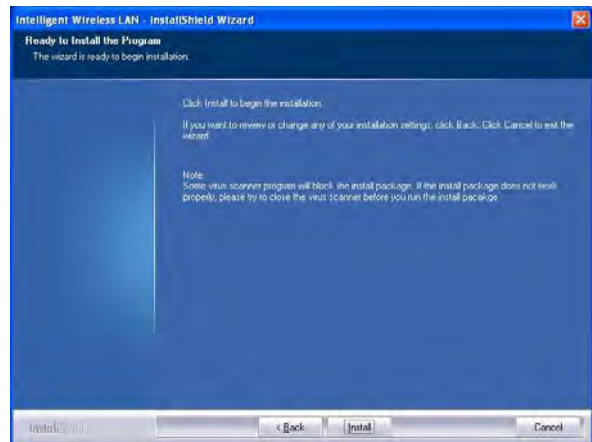 Intelligent Wireless LAN - InstallShield Wizard
Ready to Install the Program
The wizard is ready to begin installation.
Click Install to begin the installation.
If you want to review or change any of your installation settings, click Back. Click Cancel to exit the
wizard.
Note:
Some virus scanner program will block the install package. If the install package does not work
properly, please try to close the virus scanner before you run the install pacakge
InstallShield
< Back
Install
Cancel